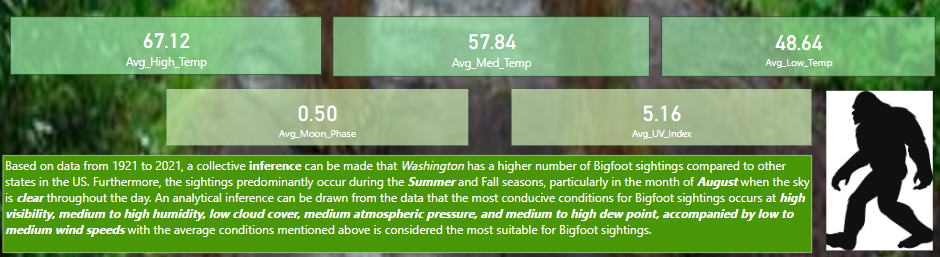 67.12
Avg_High_Temp
57.84
Avg_Med_Temp
48.64
Avg_Low_Temp
0.50
Avg_Moon_Phase
5.16
Avg_UV_Index
Based on data from 1921 to 2021, a collective inference can be made that Washington has a higher number of Bigfoot sightings compared to other
states in the US. Furthermore, the sightings predominantly occur during the Summer and Fall seasons, particularly in the month of August when the sky
is clear throughout the day. An analytical inference can be drawn from the data that the most conducive conditions for Bigfoot sightings occurs at high
visibility, medium to high humidity, low cloud cover, medium atmospheric pressure, and medium to high dew point, accompanied by low to
medium wind speeds with the average conditions mentioned above is considered the most suitable for Bigfoot sightings.